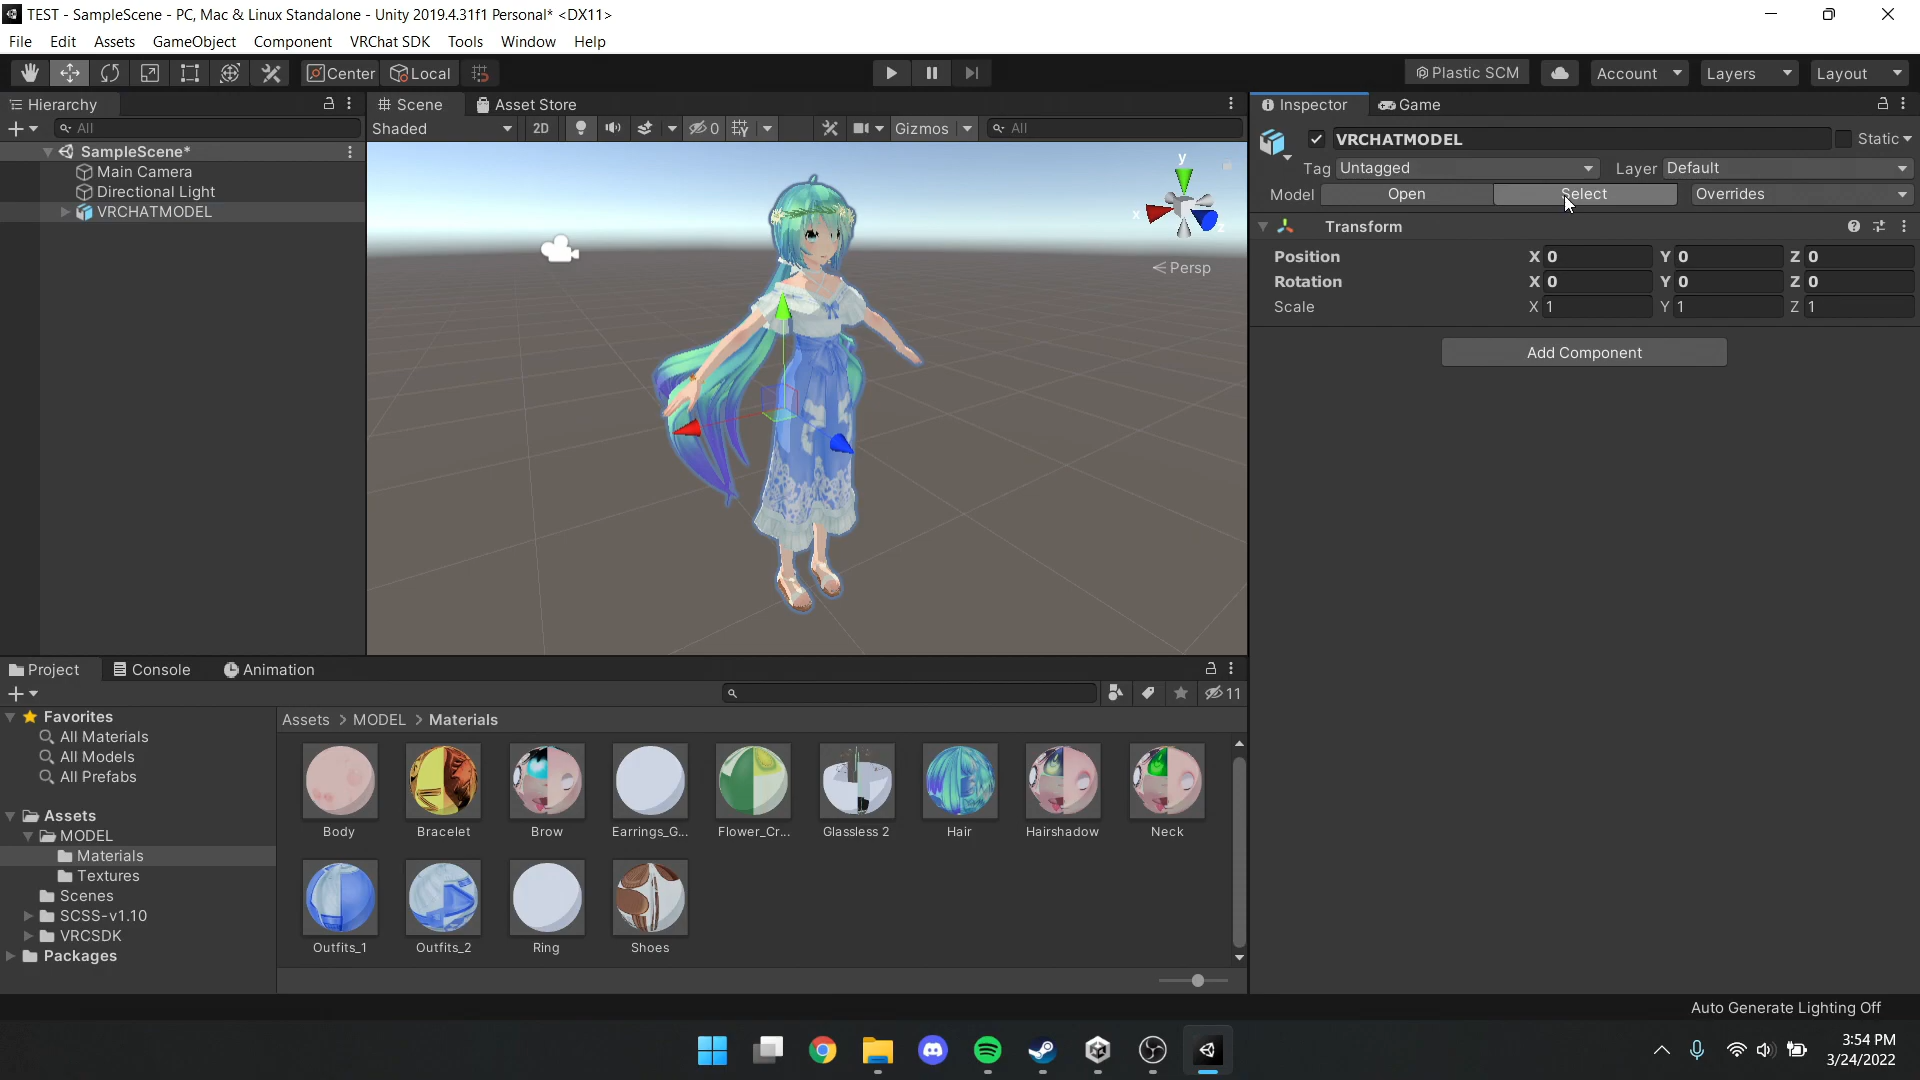 TEST - SampleScene - PC, Mac & Linux Standalone - Unity 2019.4.31f1 Personal* <DX11>
File Edit Assets GameObject Component VRChat SDK Tools Window Help
Center Local Plastic SCM Account Layers Layout
Hierarchy
All
SampleScene*
Main Camera
Directional Light
VRCHATMODEL
Scene Asset Store
Shaded 2D 0 Gizmos All
y
x
z
Persp
Inspector Game
VRCHATMODEL Static
Tag Untagged Layer Default
Model Open Select Overrides
Transform
Position X 0 Y 0 Z 0
Rotation X 0 Y 0 Z 0
Scale X 1 Y 1 Z 1
Add Component
Project Console Animation
11
Favorites
All Materials
All Models
All Prefabs
Assets
MODEL
Materials
Textures
Scenes
SCSS-v1.10
VRCSDK
Packages
Assets > MODEL > Materials
Body Bracelet Brow Earrings_G... Flower_Cr... Glassless 2 Hair Hairshadow Neck
Outfits_1 Outfits_2 Ring Shoes
Auto Generate Lighting Off
3:54 PM
3/24/2022